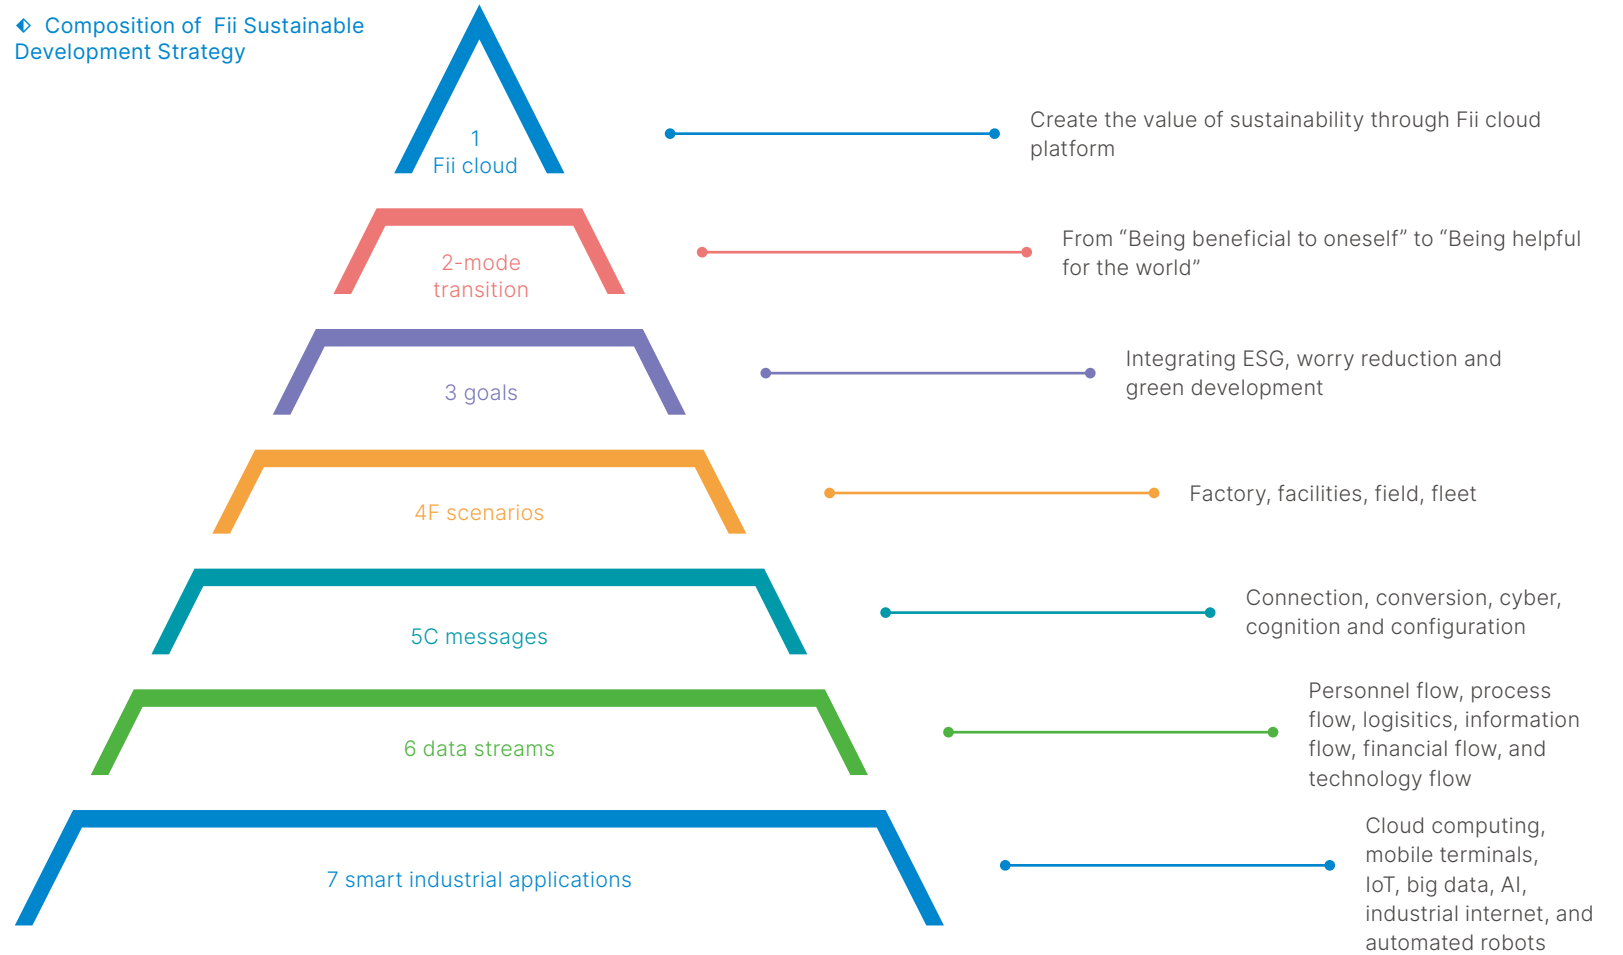 Composition of Fii Sustainable
Development Strategy
1
Fii cloud
Create the value of sustainability through Fii cloud
platform
2-mode
transition
From “Being beneficial to oneself” to “Being helpful
for the world”
3 goals
Integrating ESG, worry reduction and
green development
4F scenarios
Factory, facilities, field, fleet
5C messages
Connection, conversion, cyber,
cognition and configuration
6 data streams
Personnel flow, process
flow, logisitics, information
flow, financial flow, and
technology flow
7 smart industrial applications
Cloud computing,
mobile terminals,
IoT, big data, AI,
industrial internet, and
automated robots